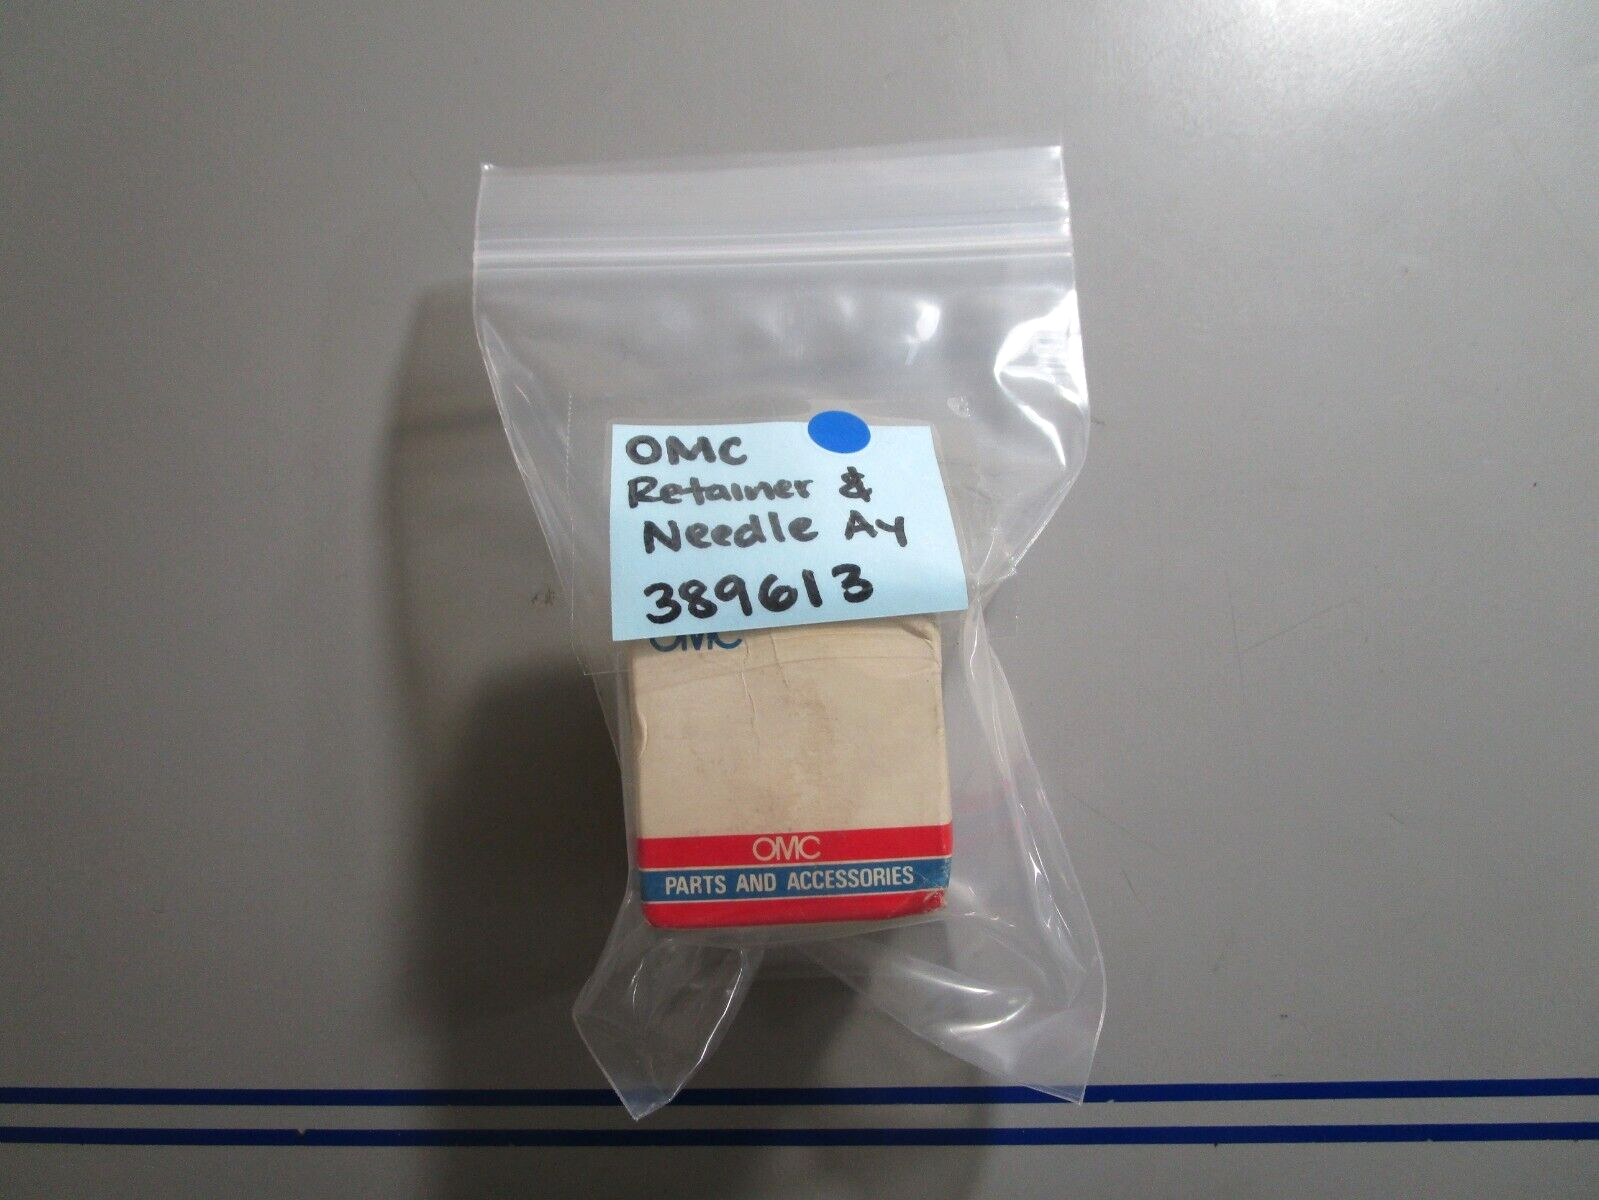 OMC
Retainer &
Needle Ay
389613
OMC
OMC
PARTS AND ACCESSORIES